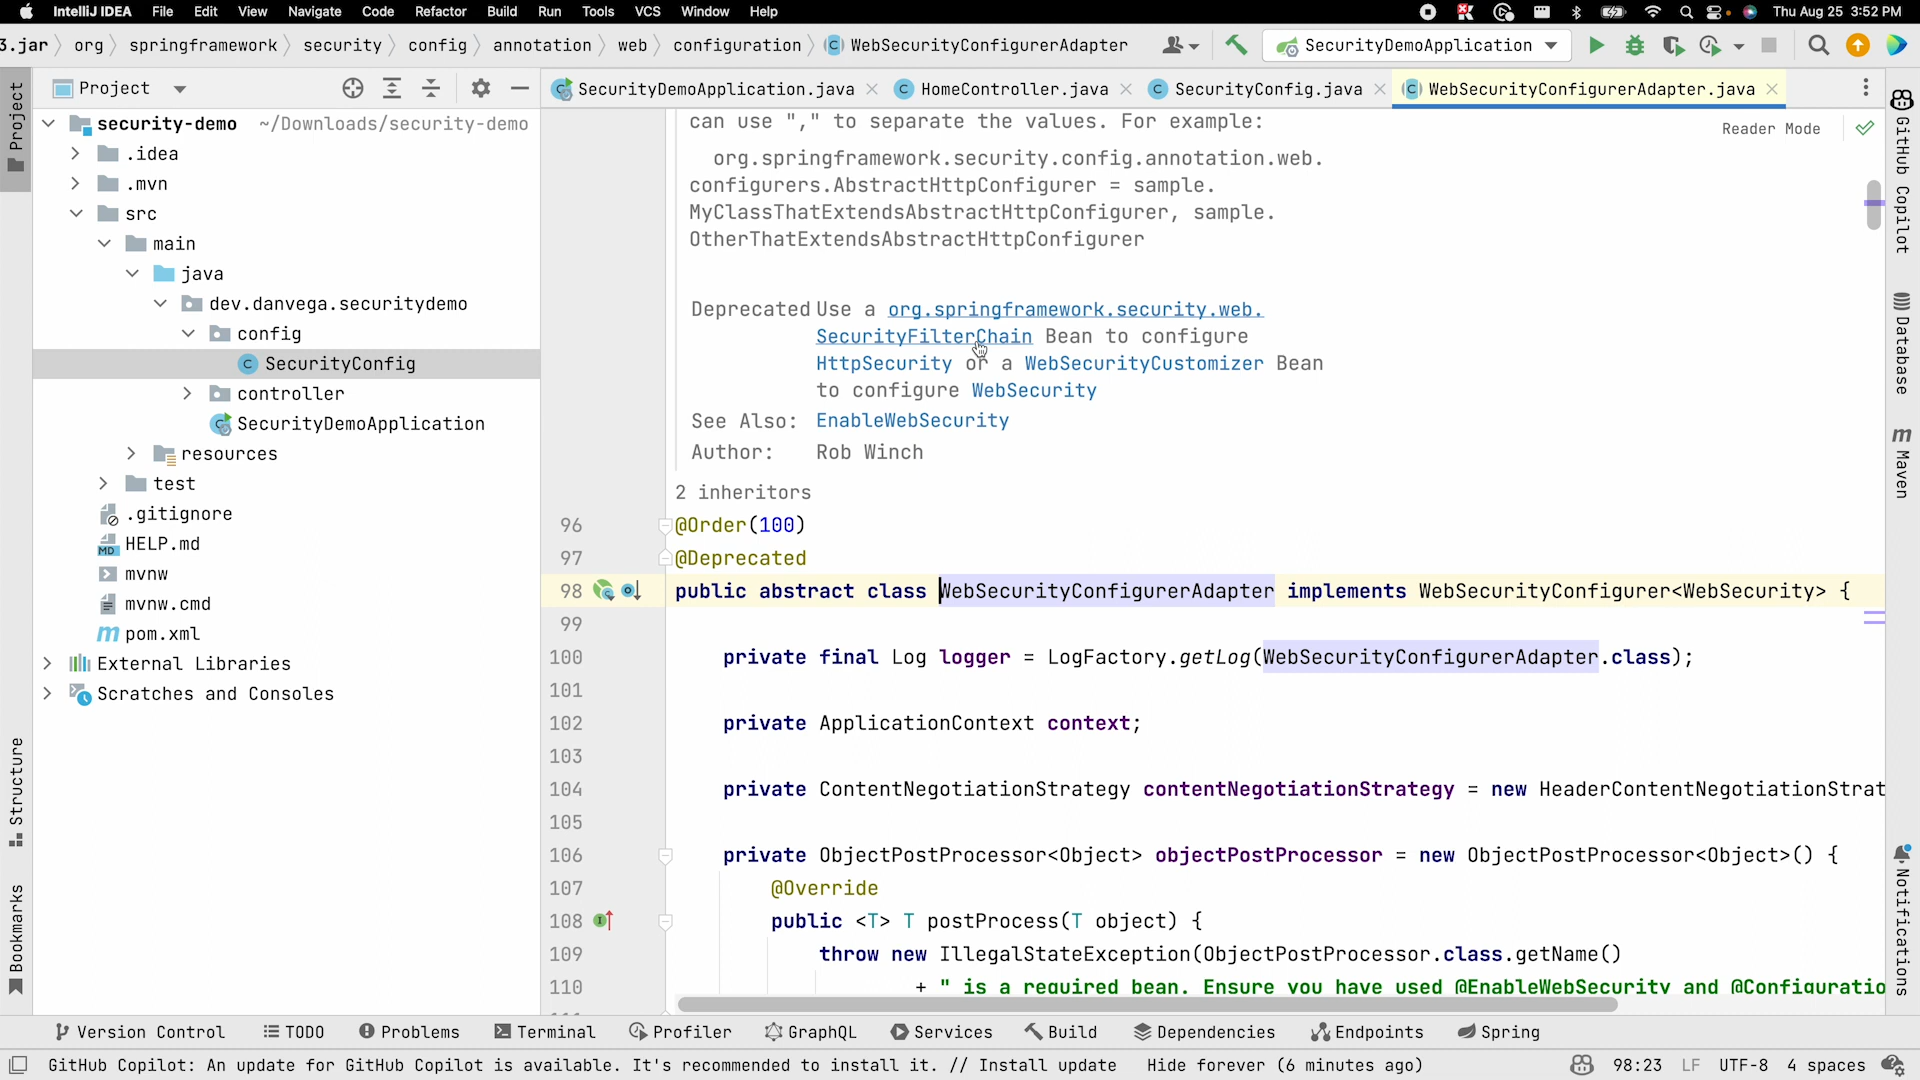 IntelliJ IDEA File Edit View Navigate Code Refactor Build Run Tools VCS Window Help Thu Aug 25 3:52 PM
3.jar org springframework security config annotation web configuration WebSecurityConfigurerAdapter SecurityDemoApplication
Project
Project
SecurityDemoApplication.java HomeController.java SecurityConfig.java WebSecurityConfigurerAdapter.java
security-demo ~/Downloads/security-demo
.idea
.mvn
src
main
java
dev.danvega.securitydemo
config
SecurityConfig
controller
SecurityDemoApplication
resources
test
.gitignore
HELP.md
mvnw
mvnw.cmd
pom.xml
External Libraries
Scratches and Consoles
Structure
Bookmarks
Reader Mode
can use "," to separate the values. For example:
org.springframework.security.config.annotation.web.
configurers.AbstractHttpConfigurer = sample.
MyClassThatExtendsAbstractHttpConfigurer, sample.
OtherThatExtendsAbstractHttpConfigurer
Deprecated Use a org.springframework.security.web.
SecurityFilterChain Bean to configure
HttpSecurity or a WebSecurityCustomizer Bean
to configure WebSecurity
See Also: EnableWebSecurity
Author: Rob Winch
2 inheritors
96 @Order(100)
97 @Deprecated
98 public abstract class WebSecurityConfigurerAdapter implements WebSecurityConfigurer<WebSecurity> {
99
100 private final Log logger = LogFactory.getLog(WebSecurityConfigurerAdapter.class);
101
102 private ApplicationContext context;
103
104 private ContentNegotiationStrategy contentNegotiationStrategy = new HeaderContentNegotiationStrat
105
106 private ObjectPostProcessor<Object> objectPostProcessor = new ObjectPostProcessor<Object>() {
107 @Override
108 public <T> T postProcess(T object) {
109 throw new IllegalStateException(ObjectPostProcessor.class.getName()
110 + " is a required bean. Ensure you have used @EnableWebSecurity and @Configuratio
GitHub Copilot
Database
Maven
Notifications
Version Control TODO Problems Terminal Profiler GraphQL Services Build Dependencies Endpoints Spring
GitHub Copilot: An update for GitHub Copilot is available. It's recommended to install it. // Install update Hide forever (6 minutes ago) 98:23 LF UTF-8 4 spaces